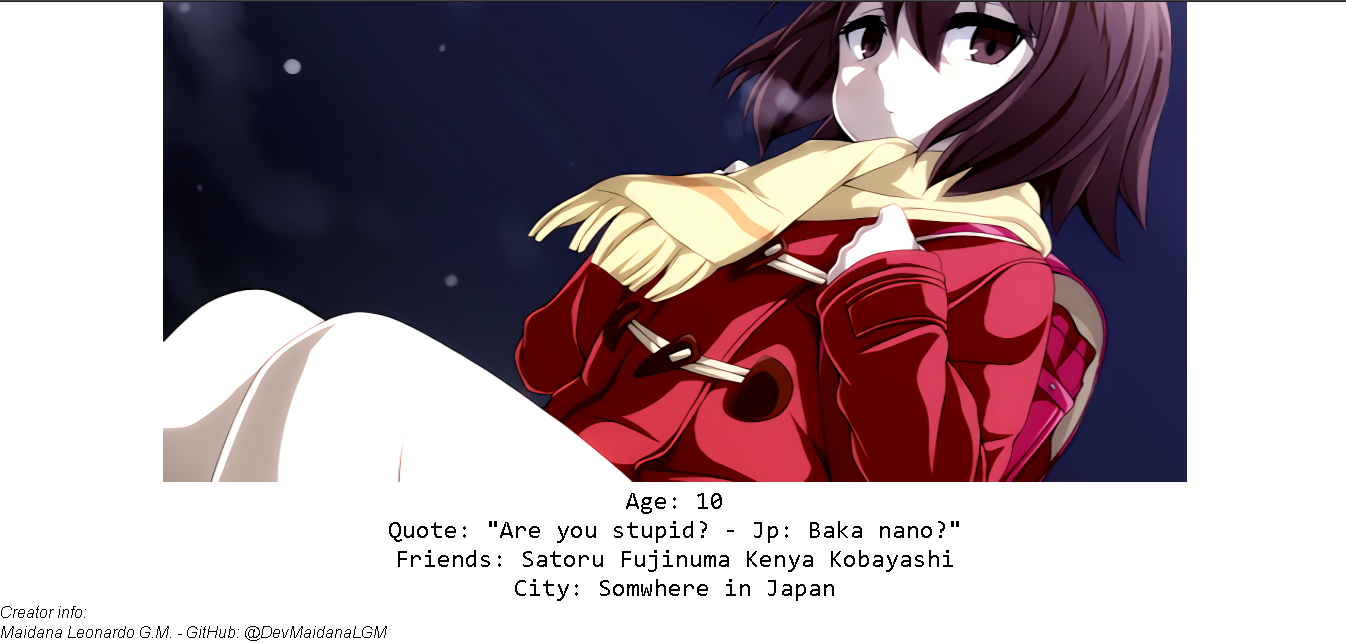 Age: 10
Quote: "Are you stupid? - Jp: Baka nano?"
Friends: Satoru Fujinuma Kenya Kobayashi
City: Somwhere in Japan
Creator info:
Maidana Leonardo G.M. - GitHub: @DevMaidanaLGM